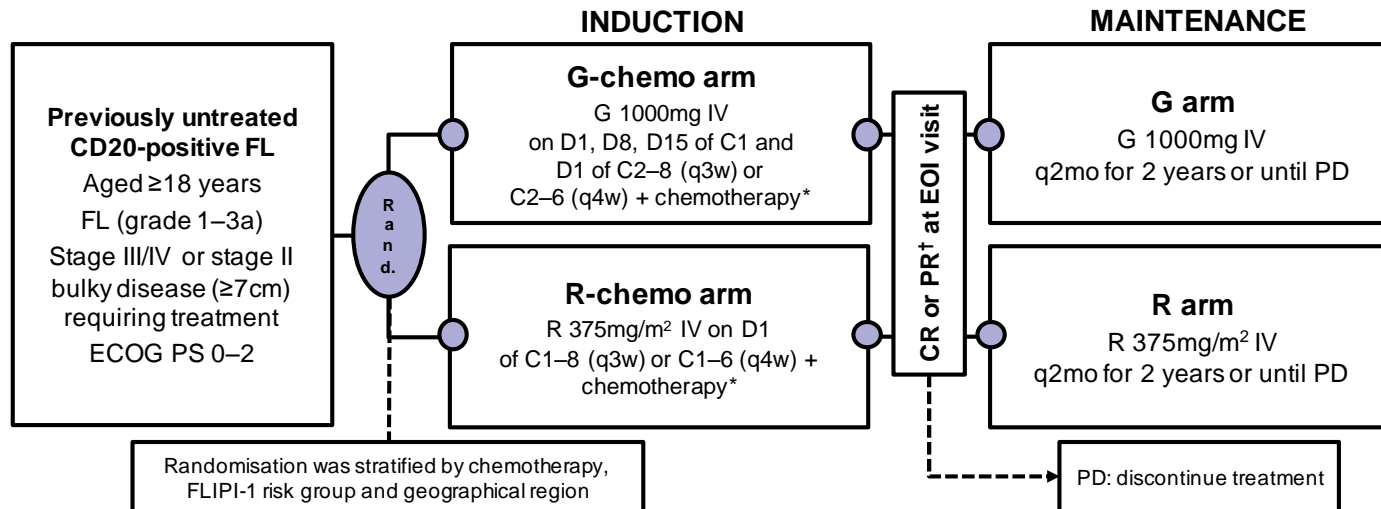 INDUCTION
MAINTENANCE
Previously untreated
CD20-positive FL
Aged ≥18 years
FL (grade 1–3a)
Stage III/IV or stage II
bulky disease (≥7cm)
requiring treatment
ECOG PS 0–2
Rand.
G-chemo arm
G 1000mg IV
on D1, D8, D15 of C1 and
D1 of C2–8 (q3w) or
C2–6 (q4w) + chemotherapy*
R-chemo arm
R 375mg/m² IV on D1
of C1–8 (q3w) or C1–6 (q4w) +
chemotherapy*
CR or PR† at EOI visit
G arm
G 1000mg IV
q2mo for 2 years or until PD
R arm
R 375mg/m² IV
q2mo for 2 years or until PD
Randomisation was stratified by chemotherapy,
FLIPI-1 risk group and geographical region
PD: discontinue treatment